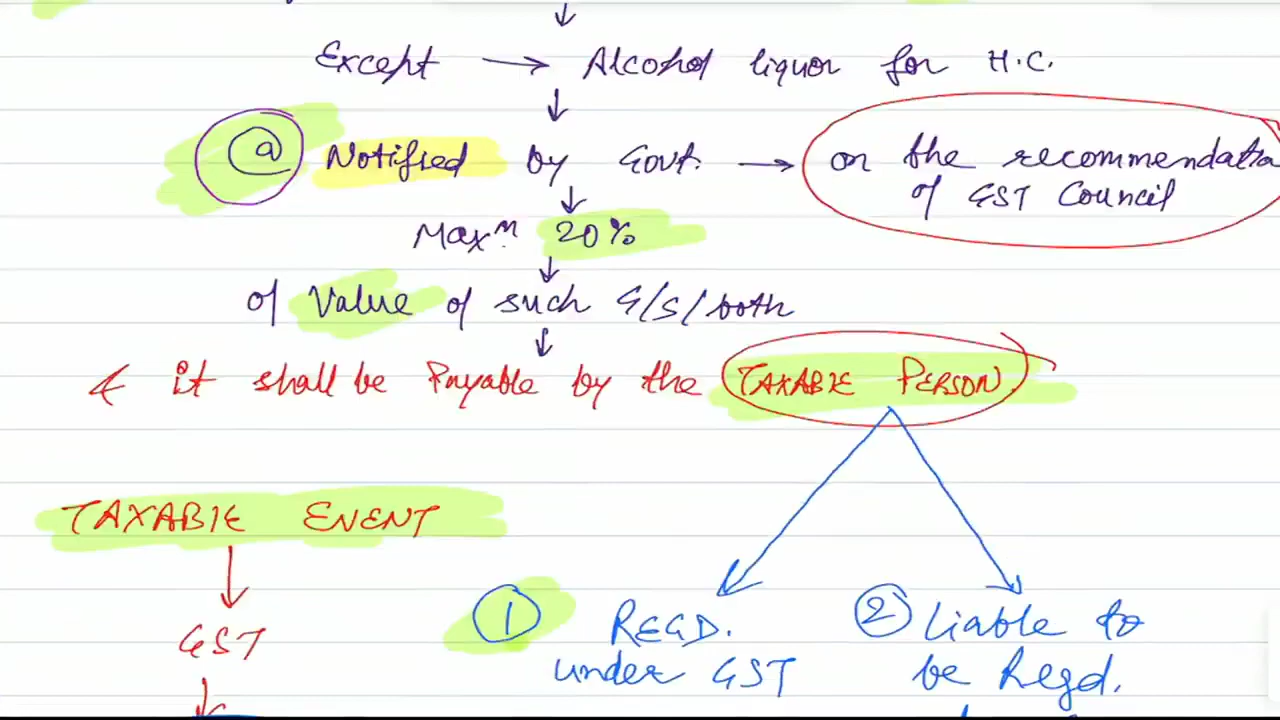 Except → Alcohol liquor for H.C.
@ Notified by Govt. → on the recommendatio
of GST Council
Maxᵐ. 20%
of Value of such G/S/both
& it shall be Payable by the TAXABLE PERSON
TAXABLE EVENT
GST
① REGD.
under GST
② Liable to
be Regd.